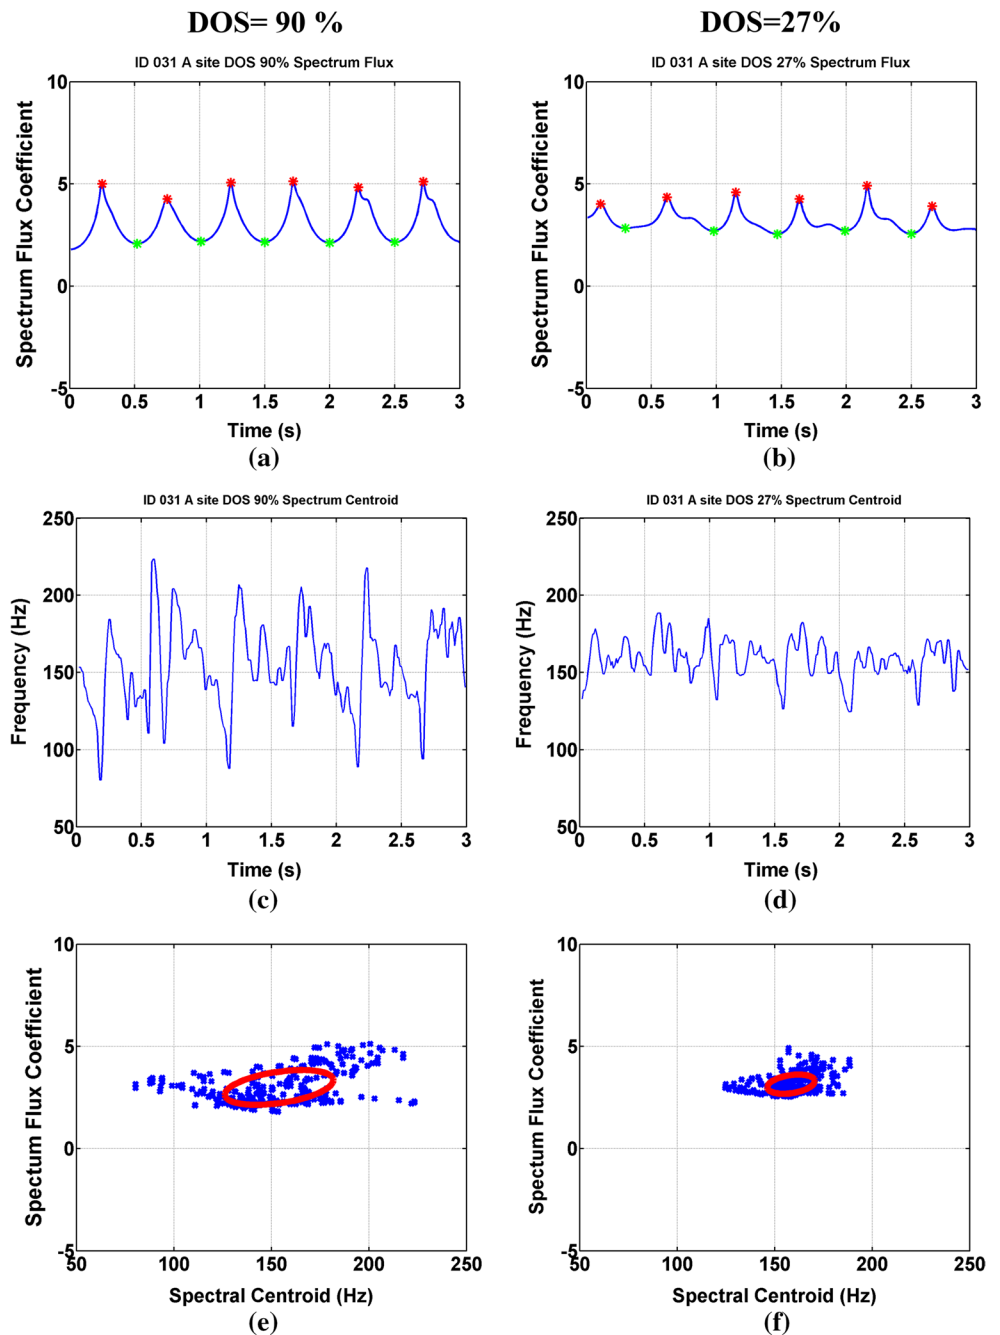 DOS= 90 %
DOS=27%
ID 031 A site DOS 90% Spectrum Flux
10
5
0
-5
Spectrum Flux Coefficient
0 0.5 1 1.5 2 2.5 3
Time (s)
(a)
ID 031 A site DOS 27% Spectrum Flux
10
5
0
-5
Spectrum Flux Coefficient
0 0.5 1 1.5 2 2.5 3
Time (s)
(b)
ID 031 A site DOS 90% Spectrum Centroid
250
200
150
100
50
Frequency (Hz)
0 0.5 1 1.5 2 2.5 3
Time (s)
(c)
ID 031 A site DOS 27% Spectrum Centroid
250
200
150
100
50
Frequency (Hz)
0 0.5 1 1.5 2 2.5 3
Time (s)
(d)
10
5
0
-5
Spectum Flux Coefficient
50 100 150 200 250
Spectral Centroid (Hz)
(e)
10
5
0
-5
Spectrum Flux Coefficient
50 100 150 200 250
Spectral Centroid (Hz)
(f)